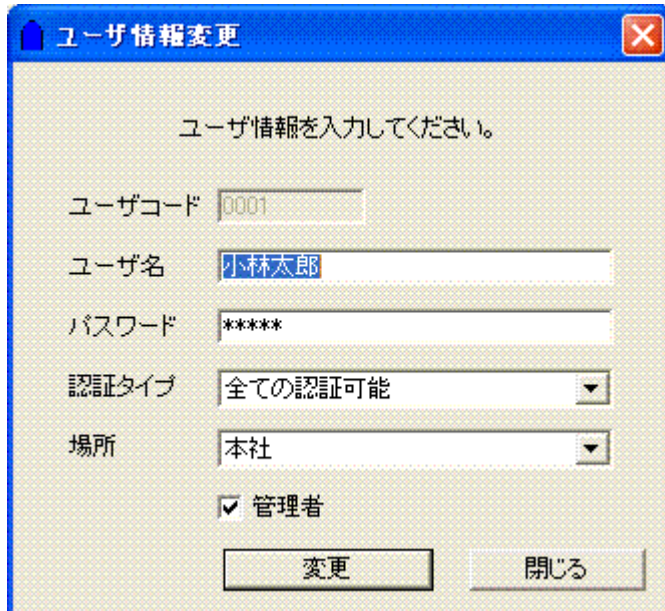 ユーザ情報変更
ユーザ情報を入力してください。
ユーザコード 0001
ユーザ名 小林太郎
パスワード *****
認証タイプ 全ての認証可能
場所 本社
管理者
変更 閉じる